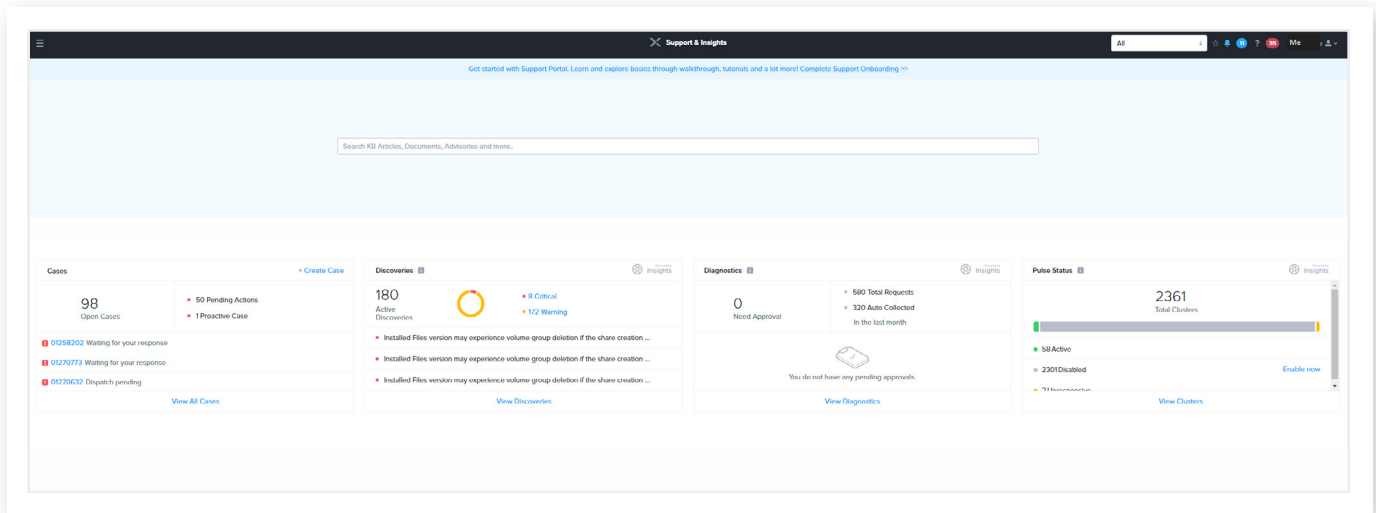 Support & Insights
All
11
?
35
Me
Get started with Support Portal. Learn and explore basics through walkthrough, tutorials and a lot more! Complete Support Onboarding >>
Search KB Articles, Documents, Advisories and more..
Cases
+ Create Case
98
Open Cases
50 Pending Actions
1 Proactive Case
01258202 Waiting for your response
01270773 Waiting for your response
01270632 Dispatch pending
View All Cases
Discoveries
Insights
180
Active
Discoveries
8 Critical
172 Warning
Installed Files version may experience volume group deletion if the share creation ...
Installed Files version may experience volume group deletion if the share creation ...
Installed Files version may experience volume group deletion if the share creation ...
View Discoveries
Diagnostics
Insights
0
Need Approval
580 Total Requests
320 Auto Collected
In the last month
You do not have any pending approvals.
View Diagnostics
Pulse Status
Insights
2361
Total Clusters
58 Active
2301 Disabled
Enable now
2 Unresponsive
View Clusters